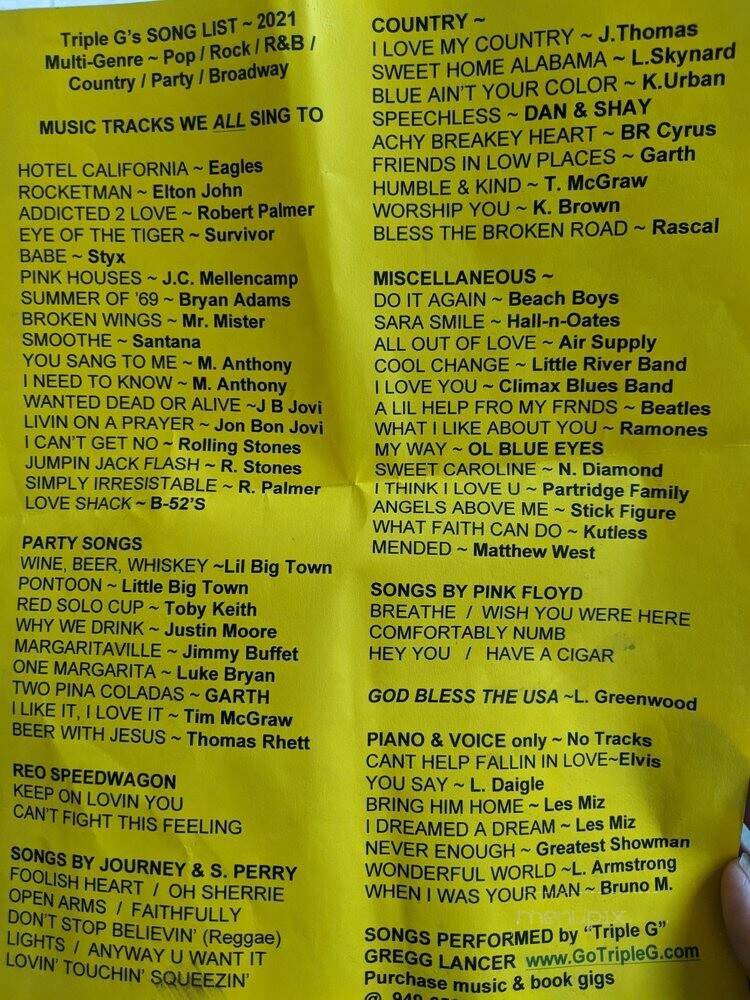 Triple G's SONG LIST ~ 2021
Multi-Genre ~ Pop / Rock / R&B /
Country / Party / Broadway
MUSIC TRACKS WE ALL SING TO
HOTEL CALIFORNIA ~ Eagles
ROCKETMAN ~ Elton John
ADDICTED 2 LOVE ~ Robert Palmer
EYE OF THE TIGER ~ Survivor
BABE ~ Styx
PINK HOUSES ~ J.C. Mellencamp
SUMMER OF '69 ~ Bryan Adams
BROKEN WINGS ~ Mr. Mister
SMOOTHE ~ Santana
YOU SANG TO ME ~ M. Anthony
I NEED TO KNOW ~ M. Anthony
WANTED DEAD OR ALIVE ~J B Jovi
LIVIN ON A PRAYER ~ Jon Bon Jovi
I CAN'T GET NO ~ Rolling Stones
JUMPIN JACK FLASH ~ R. Stones
SIMPLY IRRESISTABLE ~ R. Palmer
LOVE SHACK ~ B-52'S
PARTY SONGS
WINE, BEER, WHISKEY ~Lil Big Town
PONTOON ~ Little Big Town
RED SOLO CUP ~ Toby Keith
WHY WE DRINK ~ Justin Moore
MARGARITAVILLE ~ Jimmy Buffet
ONE MARGARITA ~ Luke Bryan
TWO PINA COLADAS ~ GARTH
I LIKE IT, I LOVE IT ~ Tim McGraw
BEER WITH JESUS ~ Thomas Rhett
REO SPEEDWAGON
KEEP ON LOVIN YOU
CAN'T FIGHT THIS FEELING
SONGS BY JOURNEY & S. PERRY
FOOLISH HEART / OH SHERRIE
OPEN ARMS / FAITHFULLY
DON'T STOP BELIEVIN' (Reggae)
LIGHTS / ANYWAY U WANT IT
LOVIN' TOUCHIN' SQUEEZIN'
COUNTRY ~
I LOVE MY COUNTRY ~ J.Thomas
SWEET HOME ALABAMA ~ L.Skynard
BLUE AIN'T YOUR COLOR ~ K.Urban
SPEECHLESS ~ DAN & SHAY
ACHY BREAKEY HEART ~ BR Cyrus
FRIENDS IN LOW PLACES ~ Garth
HUMBLE & KIND ~ T. McGraw
WORSHIP YOU ~ K. Brown
BLESS THE BROKEN ROAD ~ Rascal
MISCELLANEOUS ~
DO IT AGAIN ~ Beach Boys
SARA SMILE ~ Hall-n-Oates
ALL OUT OF LOVE ~ Air Supply
COOL CHANGE ~ Little River Band
I LOVE YOU ~ Climax Blues Band
A LIL HELP FRO MY FRNDS ~ Beatles
WHAT I LIKE ABOUT YOU ~ Ramones
MY WAY ~ OL BLUE EYES
SWEET CAROLINE ~ N. Diamond
I THINK I LOVE U ~ Partridge Family
ANGELS ABOVE ME ~ Stick Figure
WHAT FAITH CAN DO ~ Kutless
MENDED ~ Matthew West
SONGS BY PINK FLOYD
BREATHE / WISH YOU WERE HERE
COMFORTABLY NUMB
HEY YOU / HAVE A CIGAR
GOD BLESS THE USA ~L. Greenwood
PIANO & VOICE only ~ No Tracks
CANT HELP FALLIN IN LOVE~Elvis
YOU SAY ~ L. Daigle
BRING HIM HOME ~ Les Miz
I DREAMED A DREAM ~ Les Miz
NEVER ENOUGH ~ Greatest Showman
WONDERFUL WORLD ~L. Armstrong
WHEN I WAS YOUR MAN ~ Bruno M.
menupix
SONGS PERFORMED by "Triple G"
GREGG LANCER www.GoTripleG.com
Purchase music & book gigs
@ 949